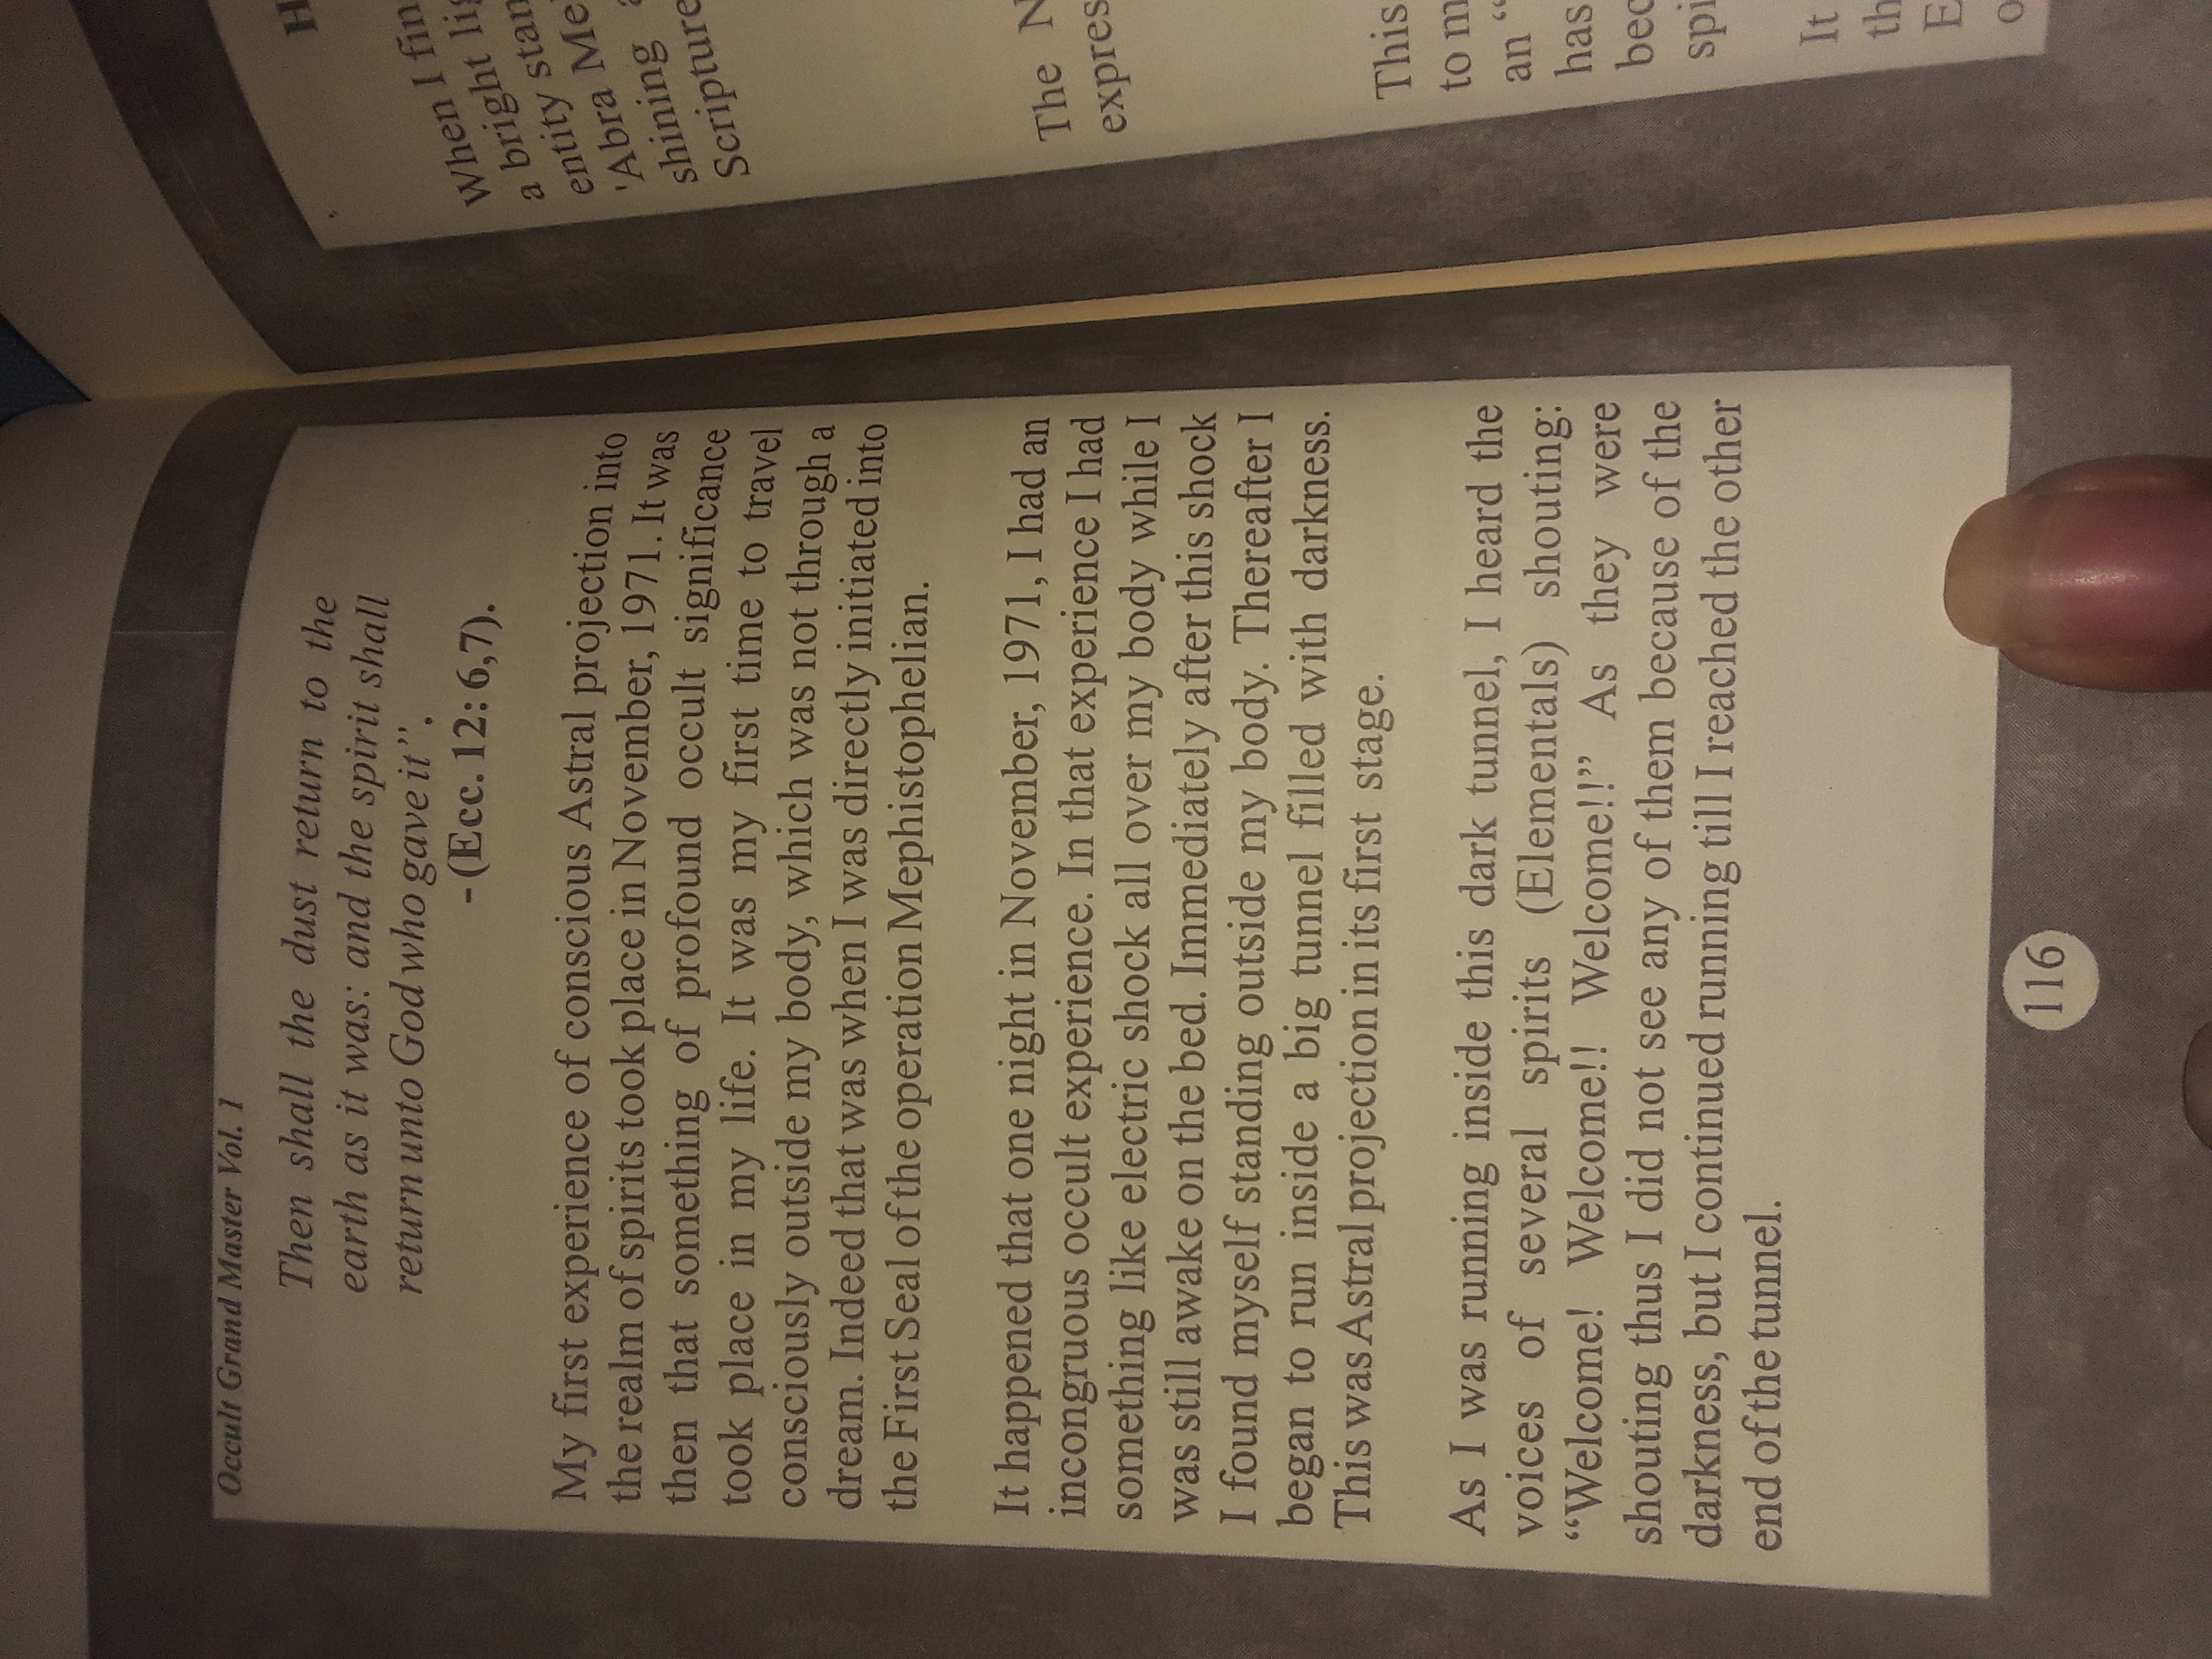 Occult Grand Master Vol. 1
Then shall the dust return to the
earth as it was: and the spirit shall
return unto God who gave it”.
- (Ecc. 12: 6,7).
My first experience of conscious Astral projection into
the realm of spirits took place in November, 1971. It was
then that something of profound occult significance
took place in my life. It was my first time to travel
consciously outside my body, which was not through a
dream. Indeed that was when I was directly initiated into
the First Seal of the operation Mephistophelian.
It happened that one night in November, 1971, I had an
incongruous occult experience. In that experience I had
something like electric shock all over my body while I
was still awake on the bed. Immediately after this shock
I found myself standing outside my body. Thereafter I
began to run inside a big tunnel filled with darkness.
This was Astral projection in its first stage.
As I was running inside this dark tunnel, I heard the
voices of several spirits (Elementals) shouting:
“Welcome! Welcome!! Welcome!!” As they were
shouting thus I did not see any of them because of the
darkness, but I continued running till I reached the other
end of the tunnel.
116
When I
a bright
entity
'Abra
shining
The
This
to
an “
has
It